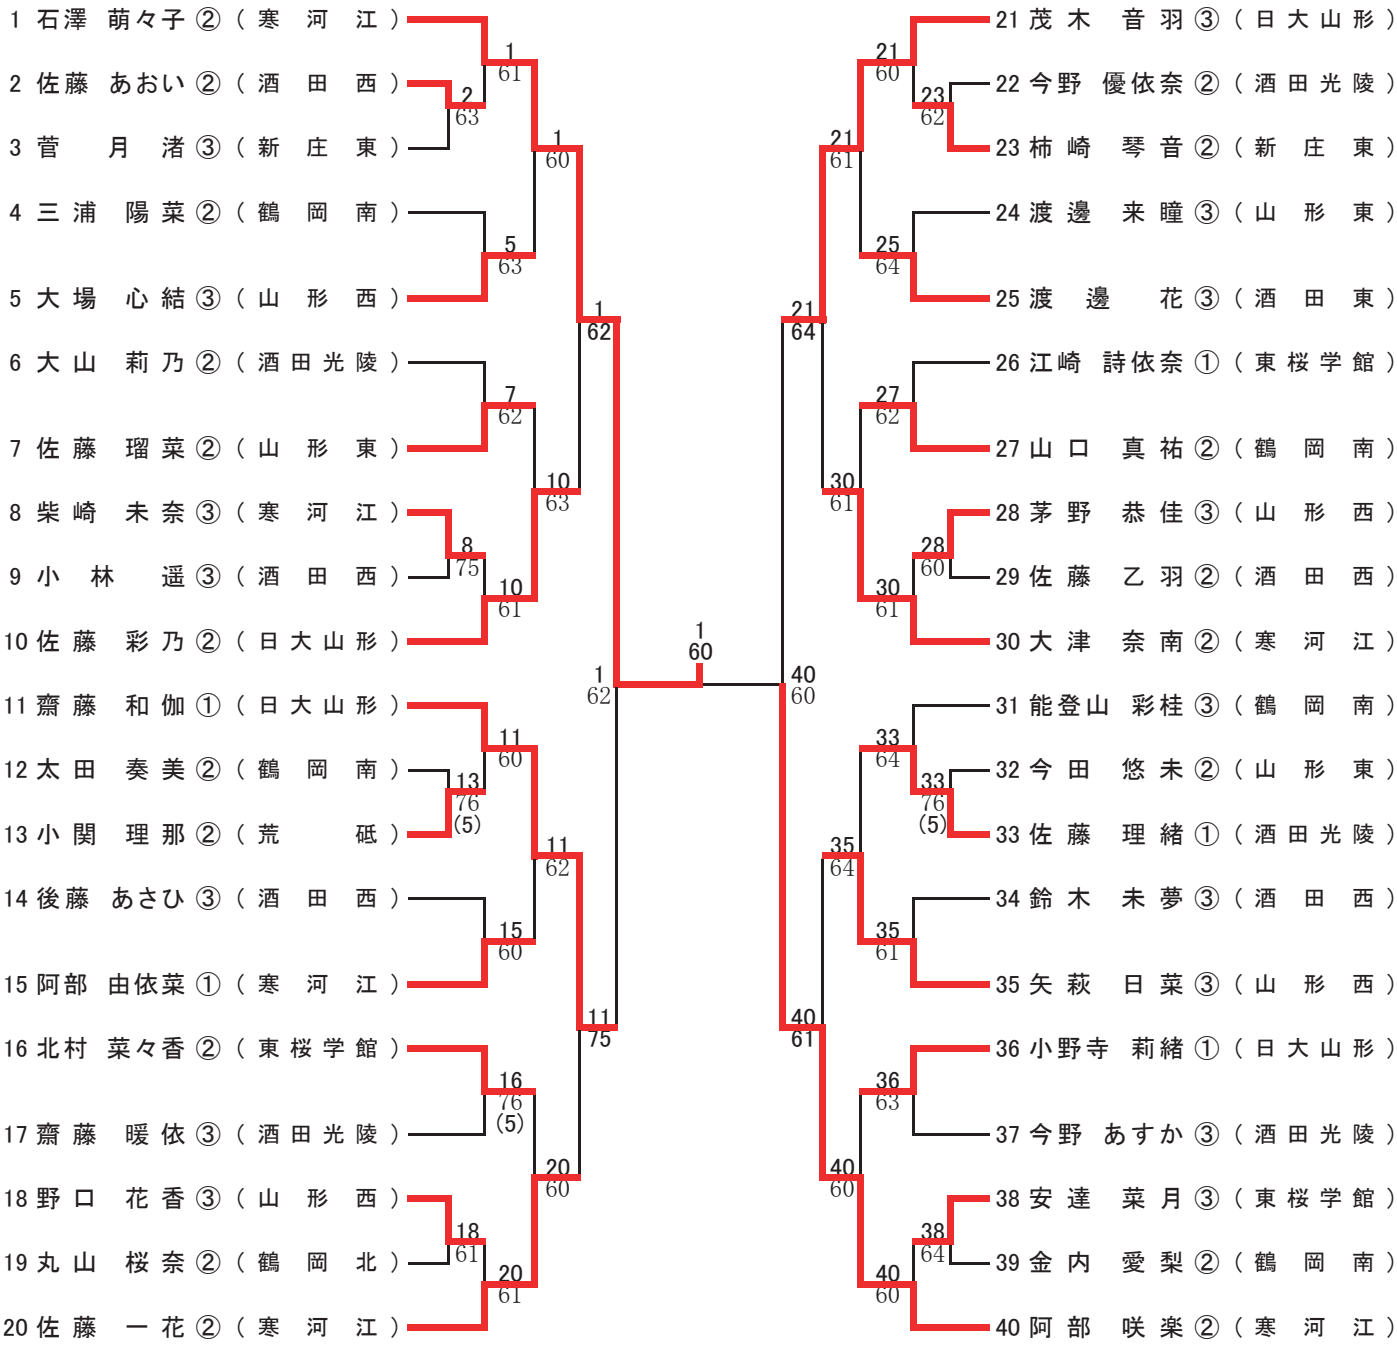 1 石澤 萌々子 ② （ 寒 河 江 ）
2 佐藤 あおい ② （ 酒 田 西 ）
3 菅 月 渚 ③ （ 新 庄 東 ）
4 三浦 陽菜 ② （ 鶴 岡 南 ）
5 大場 心結 ③ （ 山 形 西 ）
6 大山 莉乃 ② （ 酒田光陵 ）
7 佐藤 瑠菜 ② （ 山 形 東 ）
8 柴崎 未奈 ③ （ 寒 河 江 ）
9 小林 遥 ③ （ 酒 田 西 ）
10 佐藤 彩乃 ② （ 日大山形 ）
11 齋藤 和伽 ① （ 日大山形 ）
12 太田 奏美 ② （ 鶴 岡 南 ）
13 小関 理那 ② （ 荒 砥 ）
14 後藤 あさひ ③ （ 酒 田 西 ）
15 阿部 由依菜 ① （ 寒 河 江 ）
16 北村 菜々香 ② （ 東桜学館 ）
17 齋藤 暖依 ③ （ 酒田光陵 ）
18 野口 花香 ③ （ 山 形 西 ）
19 丸山 桜奈 ② （ 鶴 岡 北 ）
20 佐藤 一花 ② （ 寒 河 江 ）
2
63
8
75
13
76
(5)
18
61
1
61
5
63
7
62
10
61
11
60
15
60
16
76
(5)
20
61
1
60
10
63
11
62
20
60
1
62
11
75
1
62
1
60
40
60
21
64
40
61
21
61
30
61
35
64
40
60
21
60
25
64
27
62
30
61
33
64
35
61
36
63
40
60
23
62
28
60
33
76
(5)
38
64
21 茂木 音羽 ③ （ 日大山形 ）
22 今野 優依奈 ② （ 酒田光陵 ）
23 柿崎 琴音 ② （ 新 庄 東 ）
24 渡邊 来瞳 ③ （ 山 形 東 ）
25 渡邊 花 ③ （ 酒 田 東 ）
26 江崎 詩依奈 ① （ 東桜学館 ）
27 山口 真祐 ② （ 鶴 岡 南 ）
28 茅野 恭佳 ③ （ 山 形 西 ）
29 佐藤 乙羽 ② （ 酒 田 西 ）
30 大津 奈南 ② （ 寒 河 江 ）
31 能登山 彩桂 ③ （ 鶴 岡 南 ）
32 今田 悠未 ② （ 山 形 東 ）
33 佐藤 理緒 ① （ 酒田光陵 ）
34 鈴木 未夢 ③ （ 酒 田 西 ）
35 矢萩 日菜 ③ （ 山 形 西 ）
36 小野寺 莉緒 ① （ 日大山形 ）
37 今野 あすか ③ （ 酒田光陵 ）
38 安達 菜月 ③ （ 東桜学館 ）
39 金内 愛梨 ② （ 鶴 岡 南 ）
40 阿部 咲楽 ② （ 寒 河 江 ）